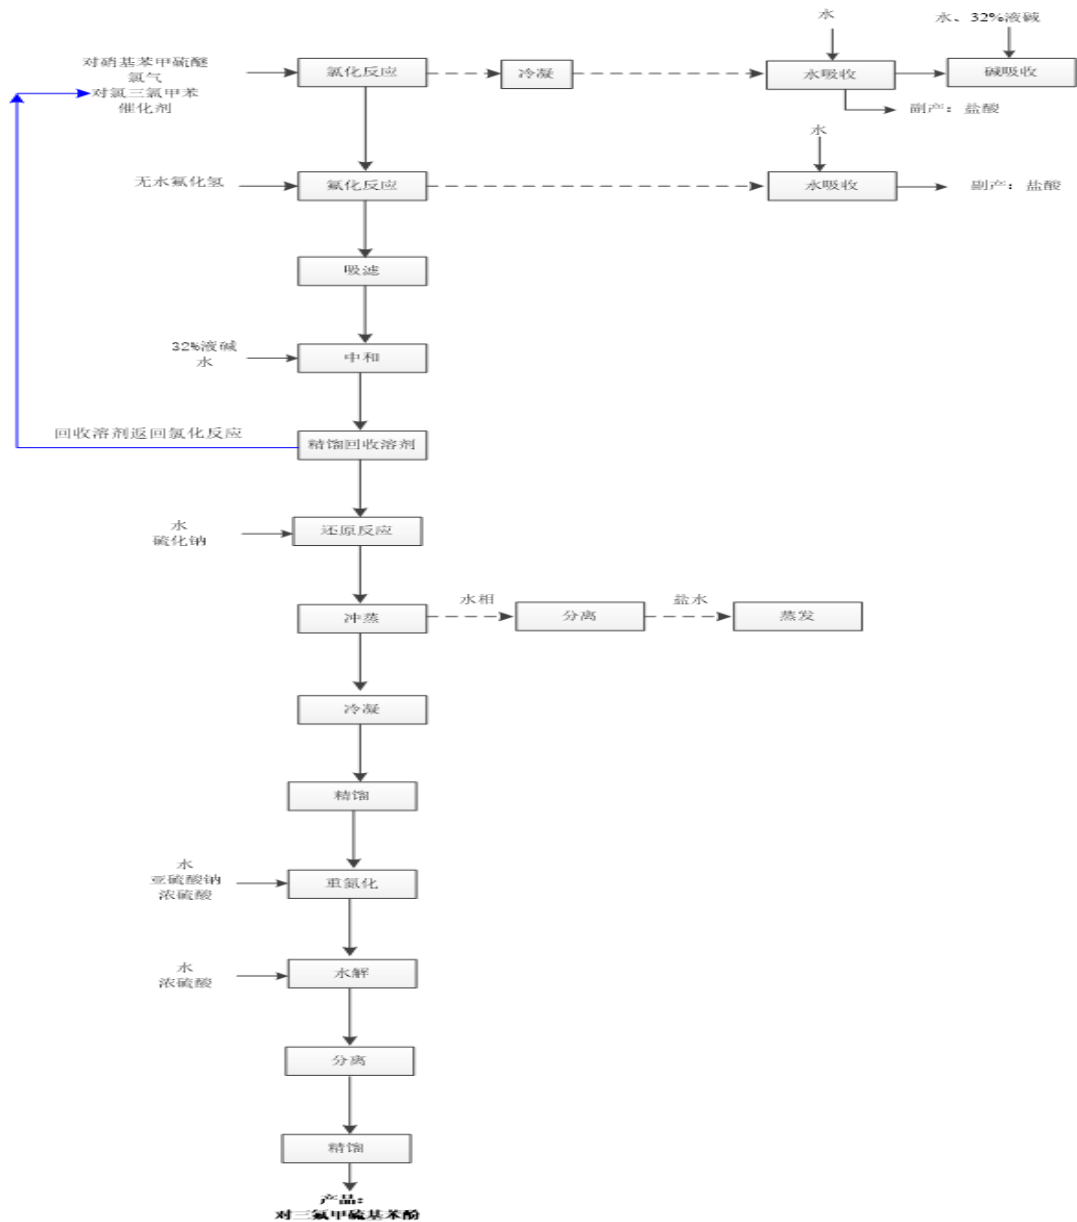 水
水、32%液碱
对硝基苯甲硫醚
氯气
对氯三氟甲苯
催化剂
氯化反应
冷凝
水吸收
碱吸收
副产：盐酸
水
无水氟化氢
氟化反应
水吸收
副产：盐酸
吸滤
32%液碱
水
中和
回收溶剂返回氯化反应
精馏回收溶剂
水
硫化钠
还原反应
冲蒸
水相
分离
盐水
蒸发
冷凝
精馏
水
亚硫酸钠
浓硫酸
重氮化
水
浓硫酸
水解
分离
精馏
产品：
对三氟甲硫基苯酚